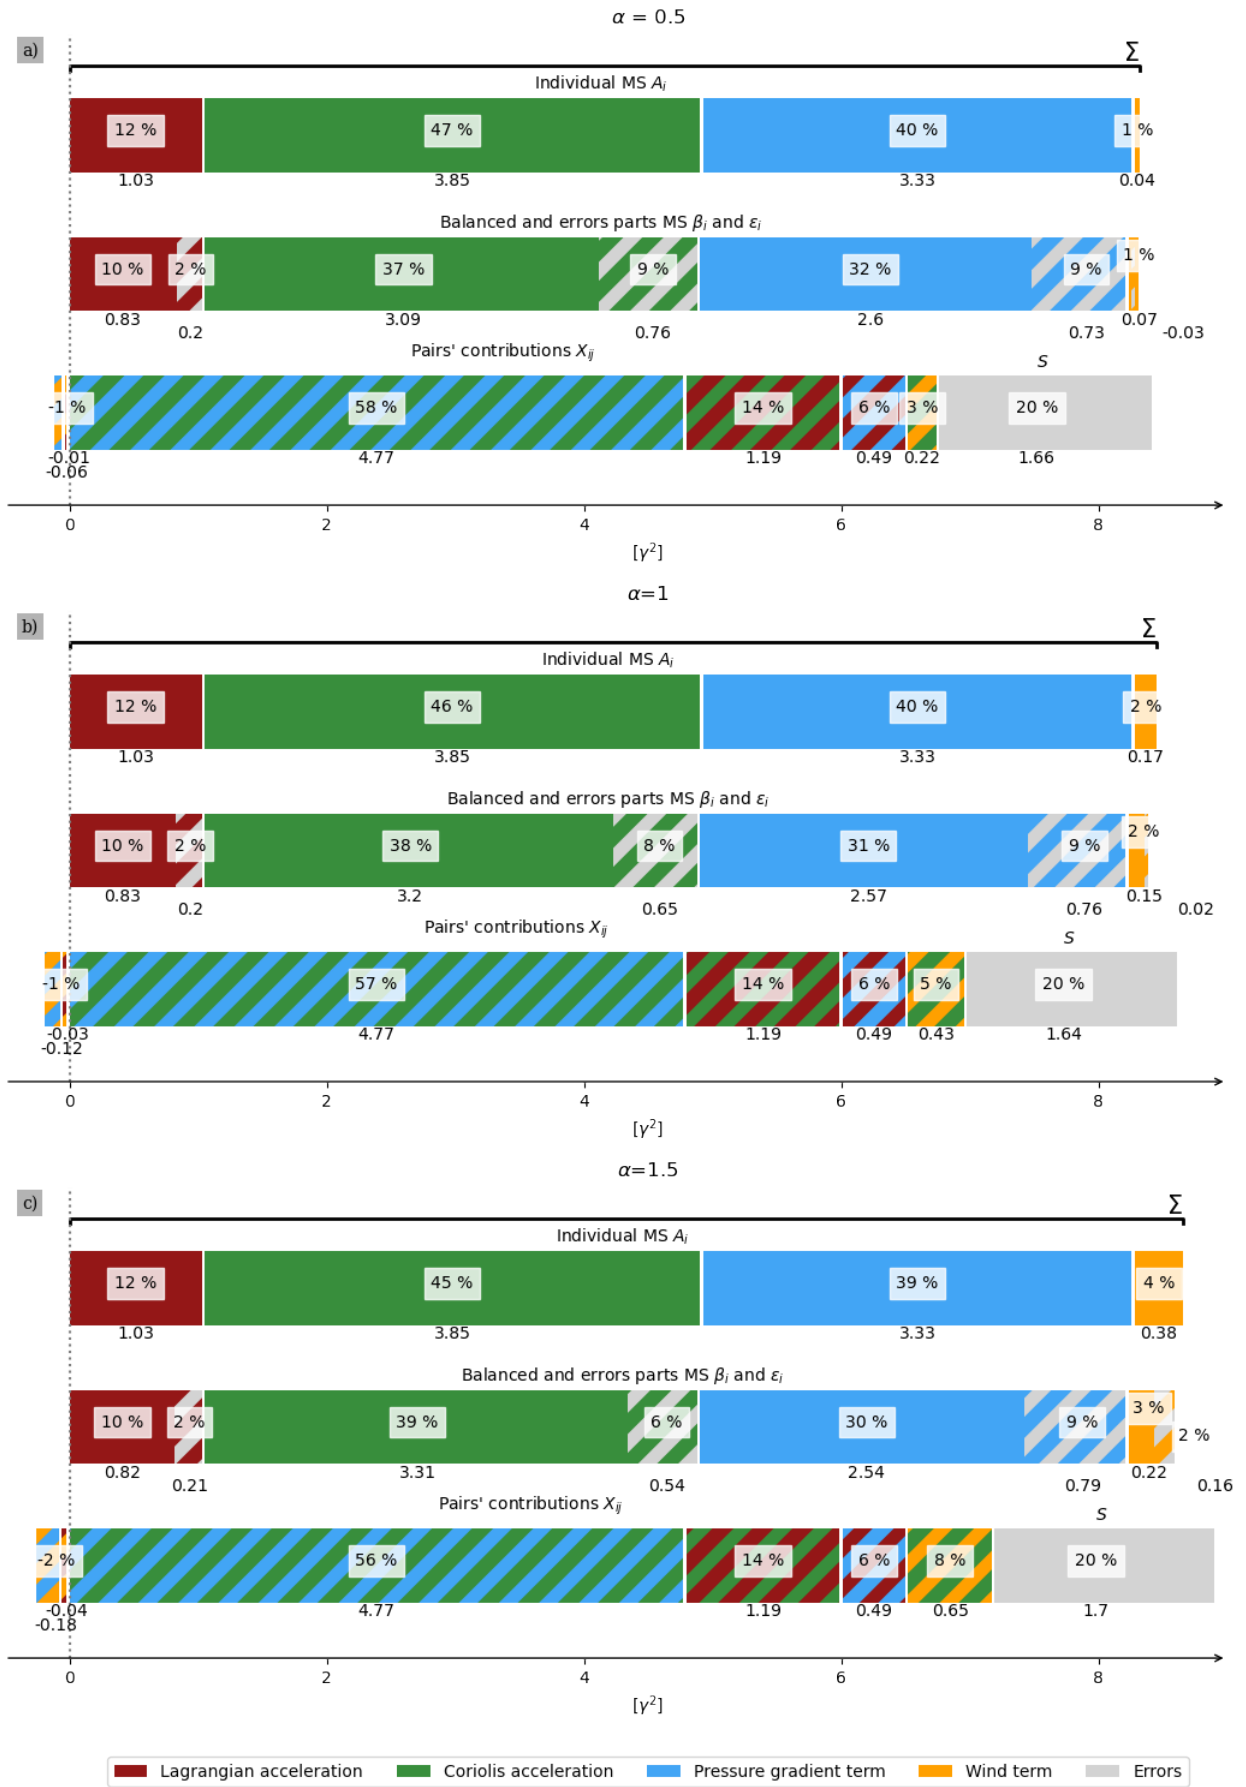 α = 0.5
a)
Σ
Individual MS Aᵢ
12 % 47 % 40 % 1 %
1.03 3.85 3.33 0.04
Balanced and errors parts MS βᵢ and εᵢ
10 % 2 % 37 % 9 % 32 % 9 % 1 %
0.83 0.2 3.09 0.76 2.6 0.73 0.07 -0.03
Pairs' contributions Xᵢⱼ S
-1 % 58 % 14 % 6 % 3 % 20 %
-0.01 4.77 1.19 0.49 0.22 1.66
-0.06
0 2 4 6 8
[γ²]
α=1
b)
Σ
Individual MS Aᵢ
12 % 46 % 40 % 2 %
1.03 3.85 3.33 0.17
Balanced and errors parts MS βᵢ and εᵢ
10 % 2 % 38 % 8 % 31 % 9 % 2 %
0.83 0.2 3.2 0.65 2.57 0.76 0.15 0.02
Pairs' contributions Xᵢⱼ S
-1 % 57 % 14 % 6 % 5 % 20 %
-0.03 4.77 1.19 0.49 0.43 1.64
-0.12
0 2 4 6 8
[γ²]
α=1.5
c)
Σ
Individual MS Aᵢ
12 % 45 % 39 % 4 %
1.03 3.85 3.33 0.38
Balanced and errors parts MS βᵢ and εᵢ
10 % 2 % 39 % 6 % 30 % 9 % 3 % 2 %
0.82 0.21 3.31 0.54 2.54 0.79 0.22 0.16
Pairs' contributions Xᵢⱼ S
-2 % 56 % 14 % 6 % 8 % 20 %
-0.04 4.77 1.19 0.49 0.65 1.7
-0.18
0 2 4 6 8
[γ²]
Lagrangian acceleration Coriolis acceleration Pressure gradient term Wind term Errors